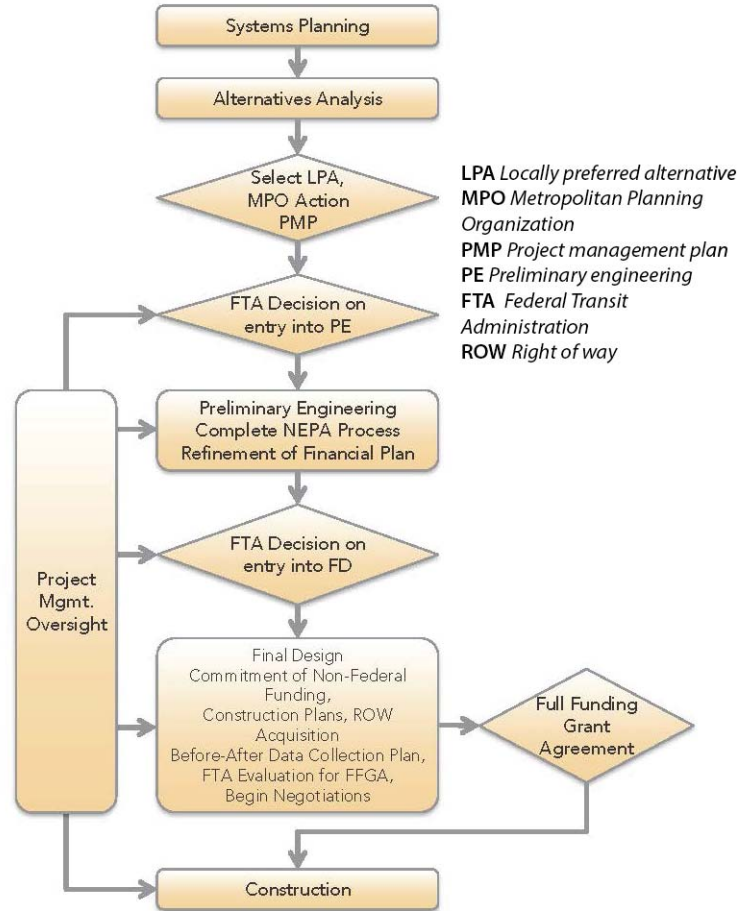 Systems Planning
Alternatives Analysis
Select LPA,
MPO Action
PMP
LPA Locally preferred alternative
MPO Metropolitan Planning
Organization
PMP Project management plan
PE Preliminary engineering
FTA Federal Transit
Administration
ROW Right of way
FTA Decision on
entry into PE
Preliminary Engineering
Complete NEPA Process
Refinement of Financial Plan
FTA Decision on
entry into FD
Project
Mgmt.
Oversight
Final Design
Commitment of Non-Federal
Funding,
Construction Plans, ROW
Acquisition
Before-After Data Collection Plan,
FTA Evaluation for FFGA,
Begin Negotiations
Full Funding
Grant
Agreement
Construction